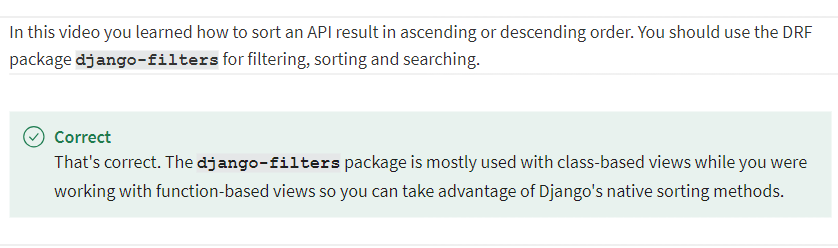 In this video you learned how to sort an API result in ascending or descending order. You should use the DRF
package django-filters for filtering, sorting and searching.
Correct
That's correct. The django-filters package is mostly used with class-based views while you were
working with function-based views so you can take advantage of Django's native sorting methods.